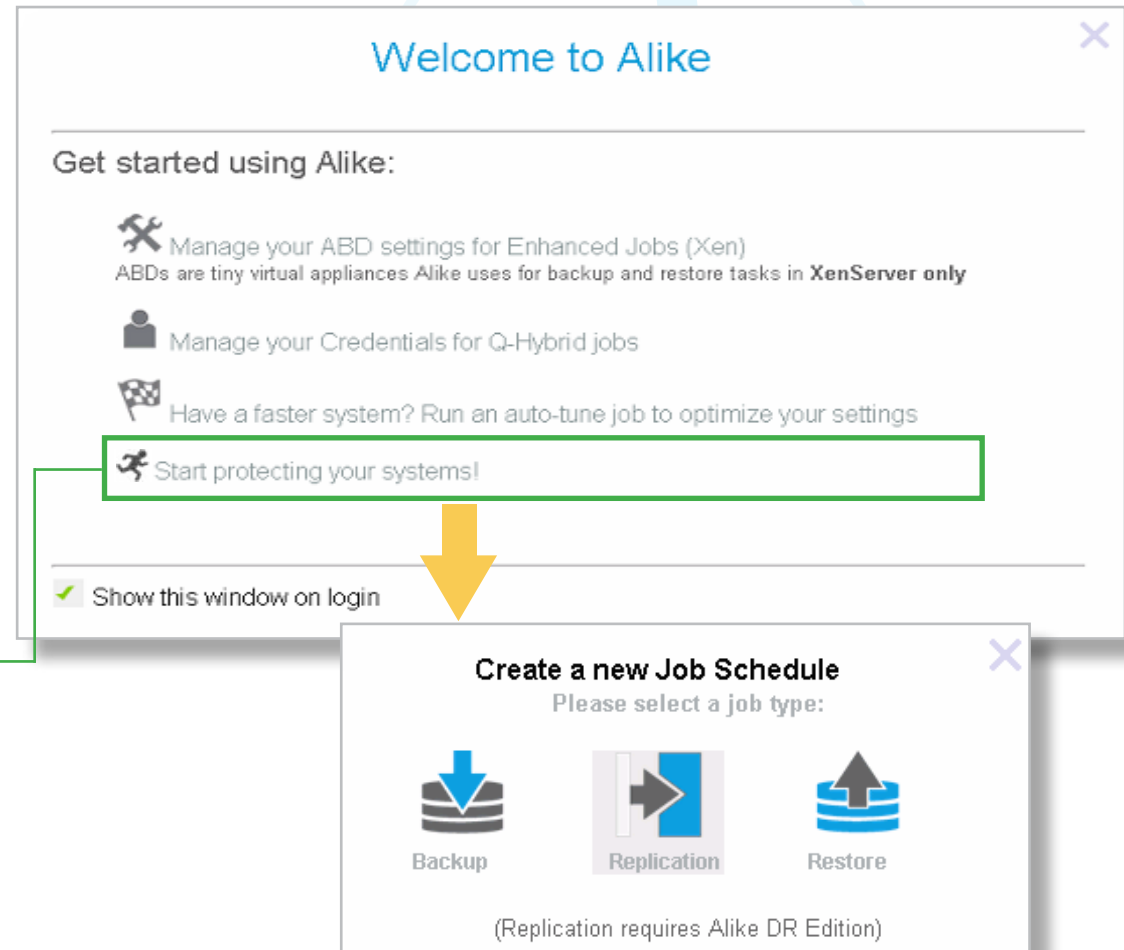 Welcome to Alike
Get started using Alike:
Manage your ABD settings for Enhanced Jobs (Xen)
ABDs are tiny virtual appliances Alike uses for backup and restore tasks in XenServer only
Manage your Credentials for Q-Hybrid jobs
Have a faster system? Run an auto-tune job to optimize your settings
Start protecting your systems!
Show this window on login
Create a new Job Schedule
Please select a job type:
Backup Replication Restore
(Replication requires Alike DR Edition)